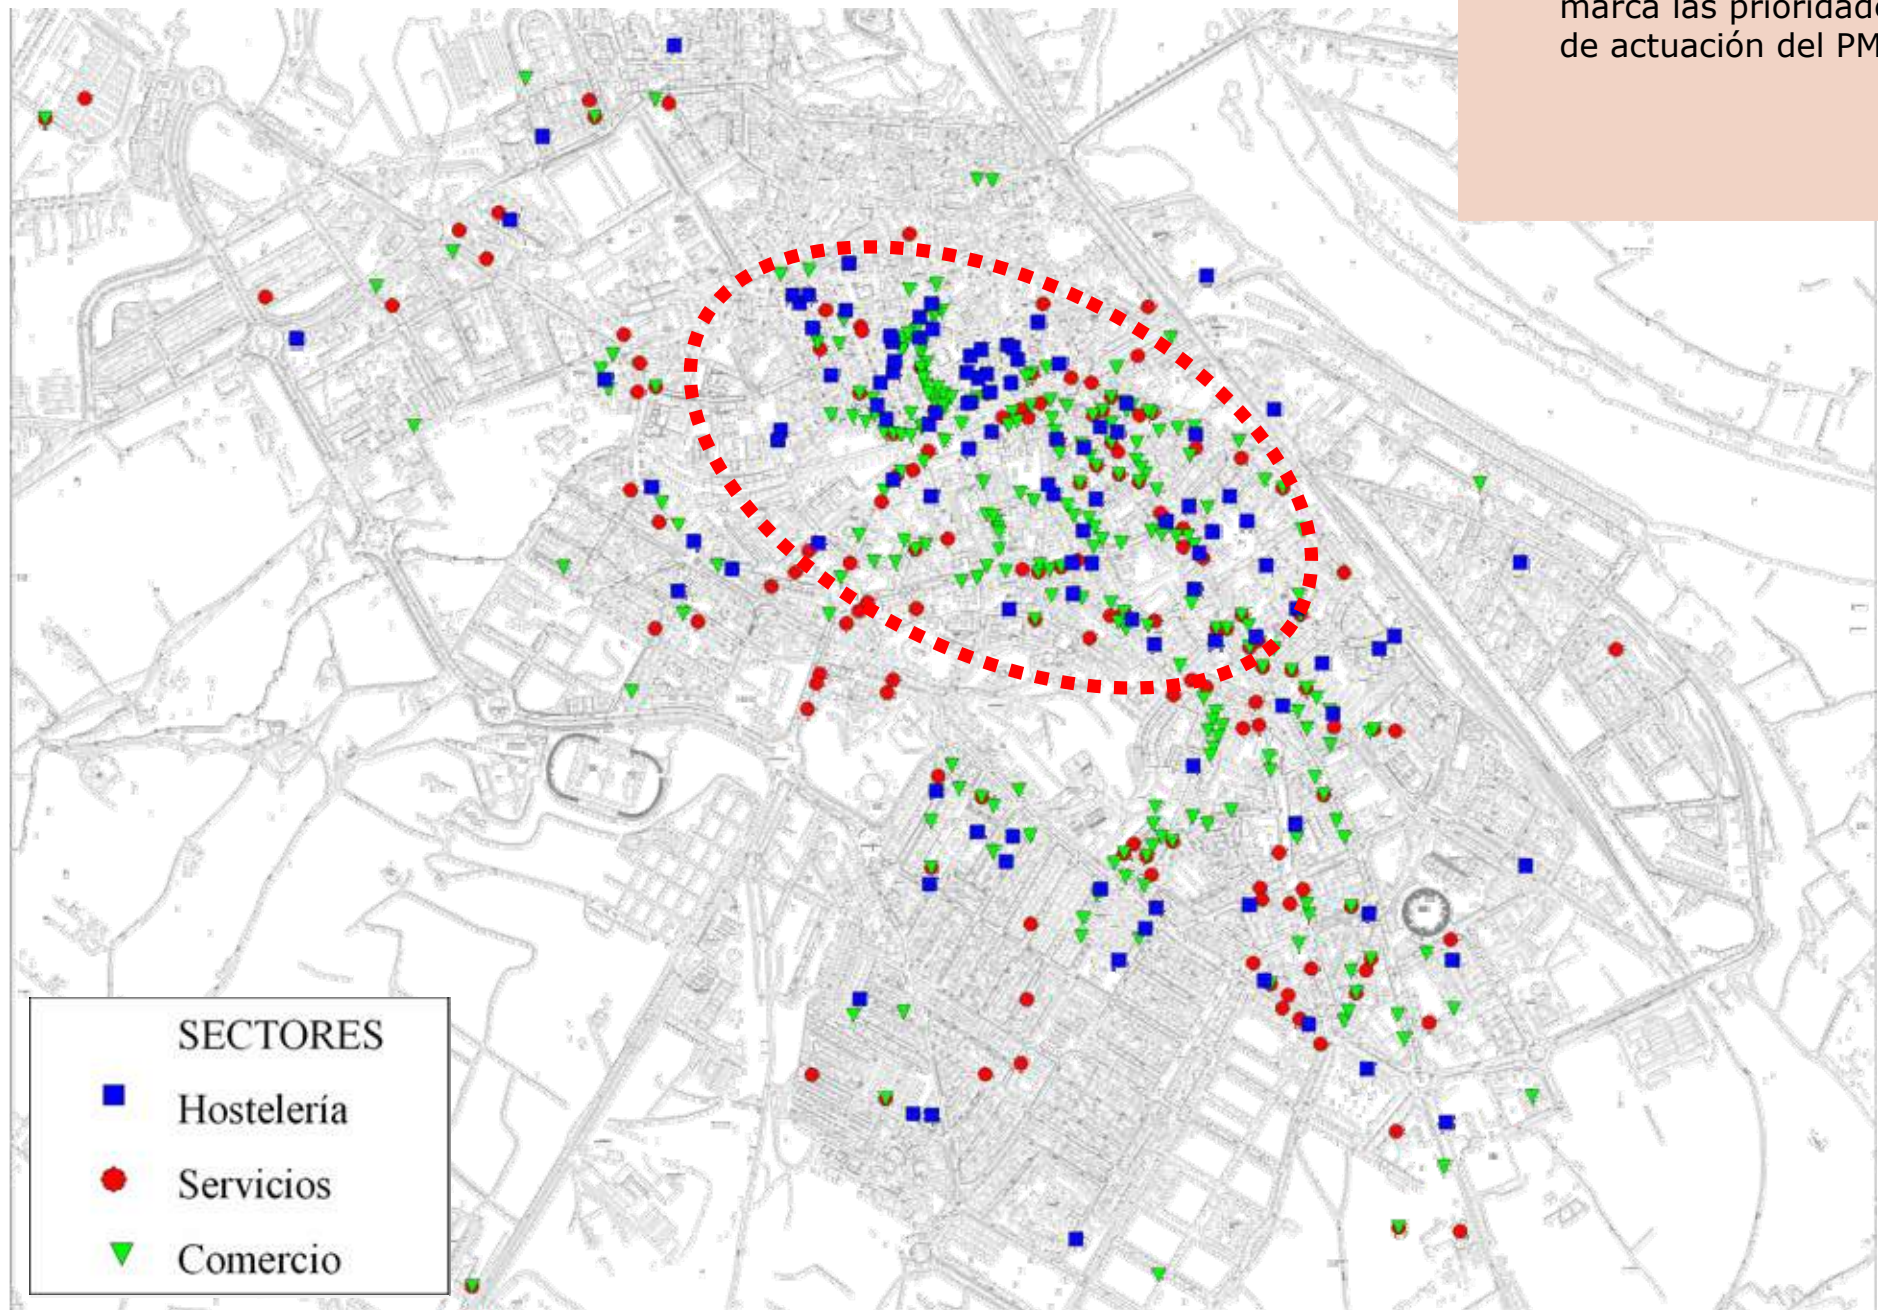 marca las prioridade
de actuación del PM
SECTORES
Hostelería
Servicios
Comercio